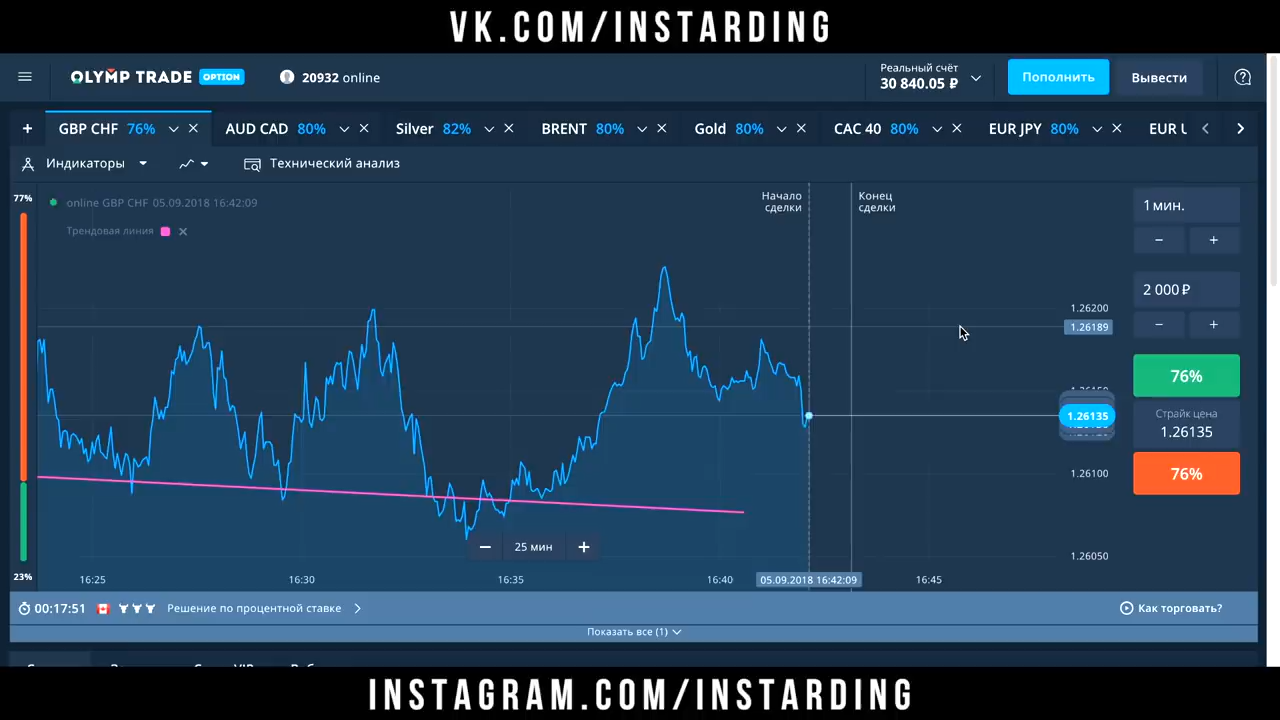 VK.COM/INSTARDING
OLYMP TRADE OPTION
20932 online
Реальный счёт
30 840.05 ₽
Пополнить
Вывести
GBP CHF 76%
AUD CAD 80%
Silver 82%
BRENT 80%
Gold 80%
CAC 40 80%
EUR JPY 80%
EUR
Индикаторы
Технический анализ
77%
online GBP CHF 05.09.2018 16:42:09
Трендовая линия
Начало
сделки
Конец
сделки
1 мин.
2 000 ₽
1.26200
1.26189
76%
1.26135
Страйк цена
1.26135
1.26100
76%
25 мин
1.26050
23%
16:25
16:30
16:35
16:40
05.09.2018 16:42:09
16:45
00:17:51
Решение по процентной ставке
Как торговать?
Показать все (1)
INSTAGRAM.COM/INSTARDING